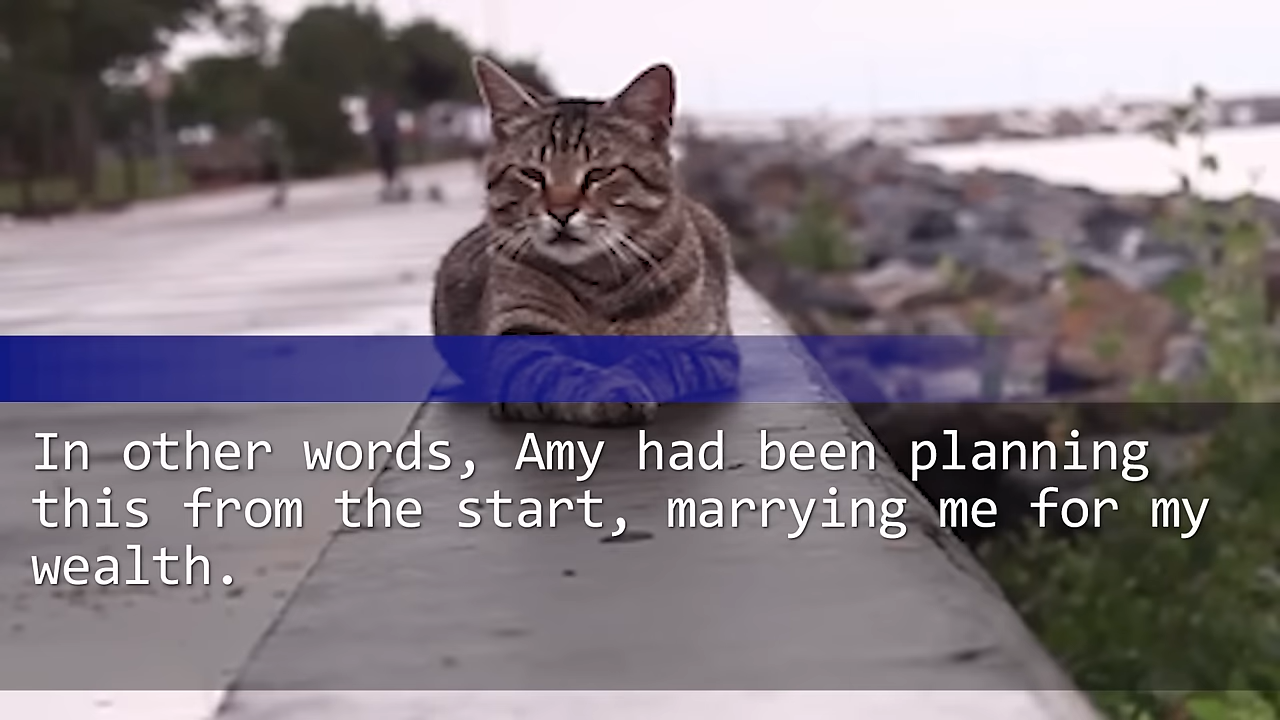 In other words, Amy had been planning
this from the start, marrying me for my
wealth.